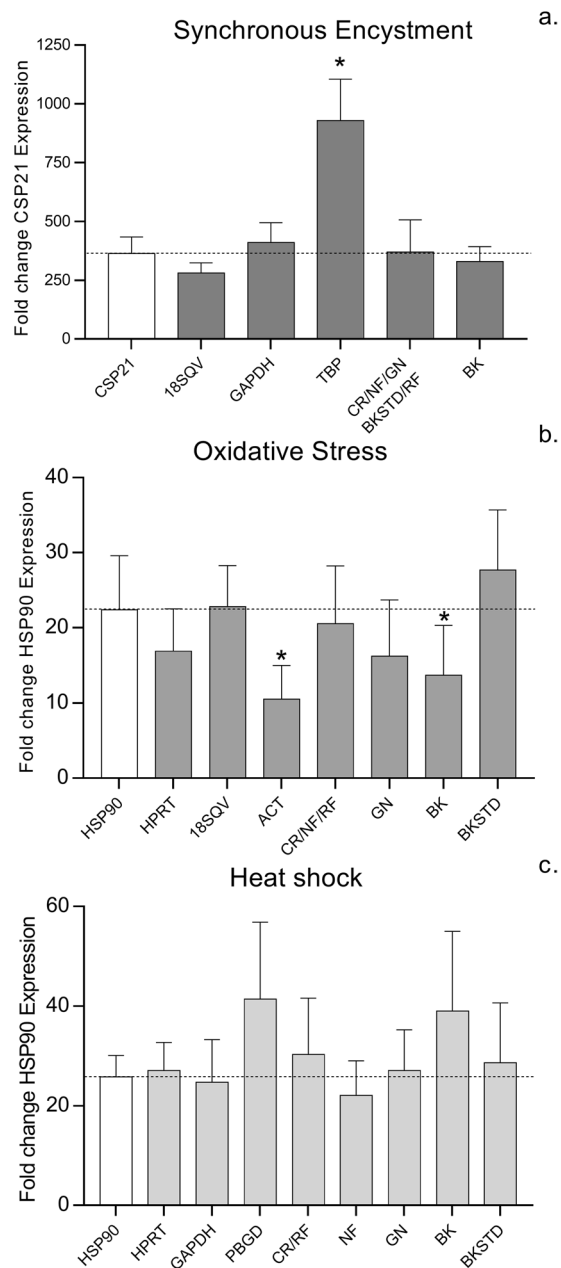 a.
Synchronous Encystment
Fold change CSP21 Expression
1250
1000
750
500
250
0
*
CSP21
18SQV
GAPDH
TBP
CR/NF/GN
BKSTD/RF
BK
b.
Oxidative Stress
Fold change HSP90 Expression
40
30
20
10
0
*
*
HSP90
HPRT
18SQV
ACT
CR/NF/RF
GN
BK
BKSTD
c.
Heat shock
Fold change HSP90 Expression
60
40
20
0
HSP90
HPRT
GAPDH
PBGD
CR/RF
NF
GN
BK
BKSTD